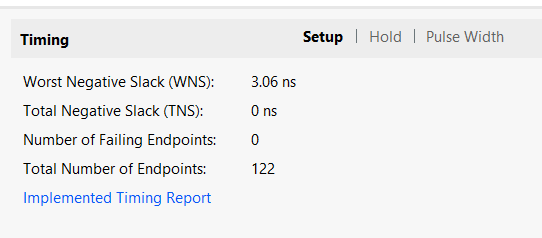 Timing Setup | Hold | Pulse Width
Worst Negative Slack (WNS): 3.06 ns
Total Negative Slack (TNS): 0 ns
Number of Failing Endpoints: 0
Total Number of Endpoints: 122
Implemented Timing Report